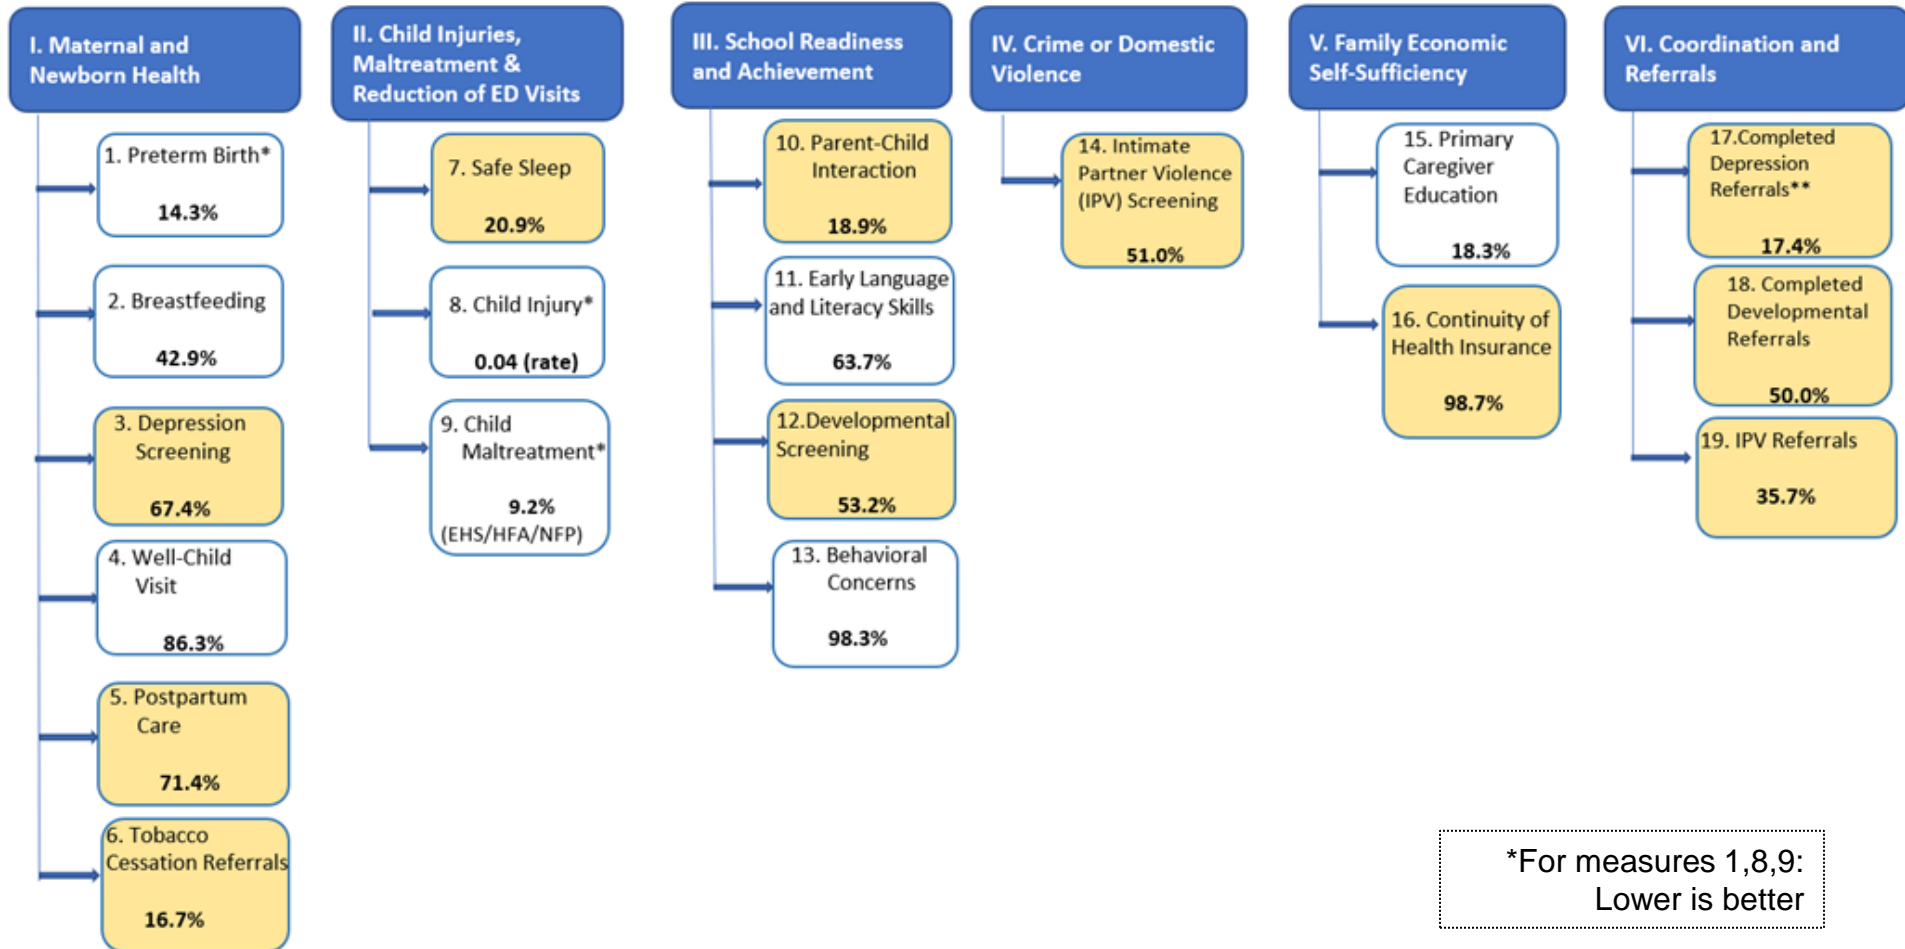 I. Maternal and
Newborn Health
1. Preterm Birth*
14.3%
2. Breastfeeding
42.9%
3. Depression
Screening
67.4%
4. Well-Child
Visit
86.3%
5. Postpartum
Care
71.4%
6. Tobacco
Cessation Referrals
16.7%
II. Child Injuries,
Maltreatment &
Reduction of ED Visits
7. Safe Sleep
20.9%
8. Child Injury*
0.04 (rate)
9. Child
Maltreatment*
9.2%
(EHS/HFA/NFP)
III. School Readiness
and Achievement
10. Parent-Child
Interaction
18.9%
11. Early Language
and Literacy Skills
63.7%
12.Developmental
Screening
53.2%
13. Behavioral
Concerns
98.3%
IV. Crime or Domestic
Violence
14. Intimate
Partner Violence
(IPV) Screening
51.0%
V. Family Economic
Self-Sufficiency
15. Primary
Caregiver
Education
18.3%
16. Continuity of
Health Insurance
98.7%
VI. Coordination and
Referrals
17.Completed
Depression
Referrals**
17.4%
18. Completed
Developmental
Referrals
50.0%
19. IPV Referrals
35.7%
*For measures 1,8,9:
Lower is better